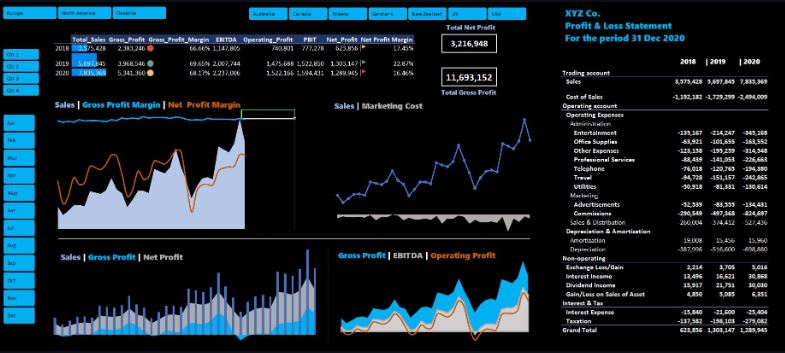 Europe
North America
Oceania
Australia
Canada
France
Germany
New Zealand
UK
USA
Total_Sales Gross_Profit Gross_Profit_Margin EBITDA Operating_Profit PBIT Net_Profit Net Profit Margin
2018 3,575,428 2,383,246 66.66% 1,147,805 740,801 777,278 623,856 17.45%
2019 5,697,845 3,968,546 69.65% 2,007,744 1,475,688 1,522,850 1,303,147 22.87%
2020 7,835,369 5,341,360 68.17% 2,237,006 1,522,166 1,594,431 1,289,945 16.46%
Total Net Profit
3,216,948
11,693,152
Total Gross Profit
Qtr 1
Qtr 2
Qtr 3
Qtr 4
Jan
Feb
Mar
Apr
May
Jun
Jul
Aug
Sep
Oct
Nov
Dec
Sales | Gross Profit Margin | Net Profit Margin
Sales | Marketing Cost
Sales | Gross Profit | Net Profit
Gross Profit | EBITDA | Operating Profit
XYZ Co.
Profit & Loss Statement
For the period 31 Dec 2020
2018 | 2019 | 2020
Trading account
Sales 3,575,428 5,697,845 7,835,369
Cost of Sales -1,192,182 -1,729,299 -2,494,009
Operating account
Operating Expenses
Administration
Entertainment -135,167 -214,247 -345,168
Office Supplies -63,921 -101,655 -163,552
Other Expenses -123,158 -195,239 -314,548
Professional Services -88,439 -141,053 -226,663
Telephone -76,018 -120,765 -194,380
Travel -94,728 -151,157 -242,865
Utilities -50,918 -81,331 -130,614
Marketing
Advertisements -52,539 -83,555 -134,431
Commissions -290,549 -497,368 -824,697
Sales & Distribution -260,004 -374,412 -527,436
Depreciation & Amortization
Amortization -19,008 15,456 15,960
Depreciation -387,996 -516,600 -698,880
Non-operating
Exchange Loss/Gain 2,214 3,705 5,016
Interest Income 13,496 16,621 30,868
Dividend Income 15,917 21,751 30,030
Gain/Loss on Sales of Asset 4,850 5,085 6,351
Interest & Tax
Interest Expense -15,840 -21,600 -25,404
Taxation -137,582 -198,103 -279,082
Grand Total 623,856 1,303,147 1,289,945